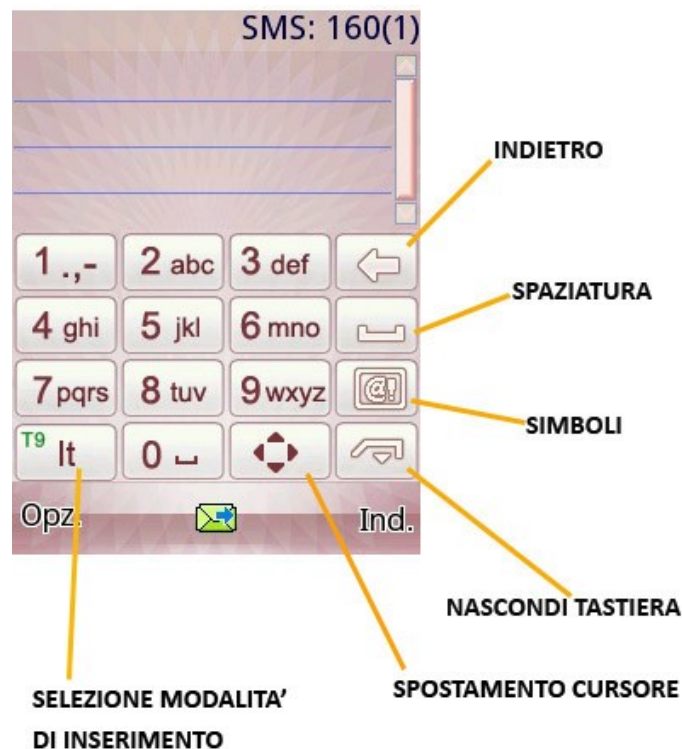 SMS: 160(1)
INDIETRO
1 .,- 2 abc 3 def
SPAZIATURA
4 ghi 5 jkl 6 mno
7 pqrs 8 tuv 9 wxyz @!
SIMBOLI
T9 It 0
Opz. Ind.
NASCONDI TASTIERA
SPOSTAMENTO CURSORE
SELEZIONE MODALITA'
DI INSERIMENTO